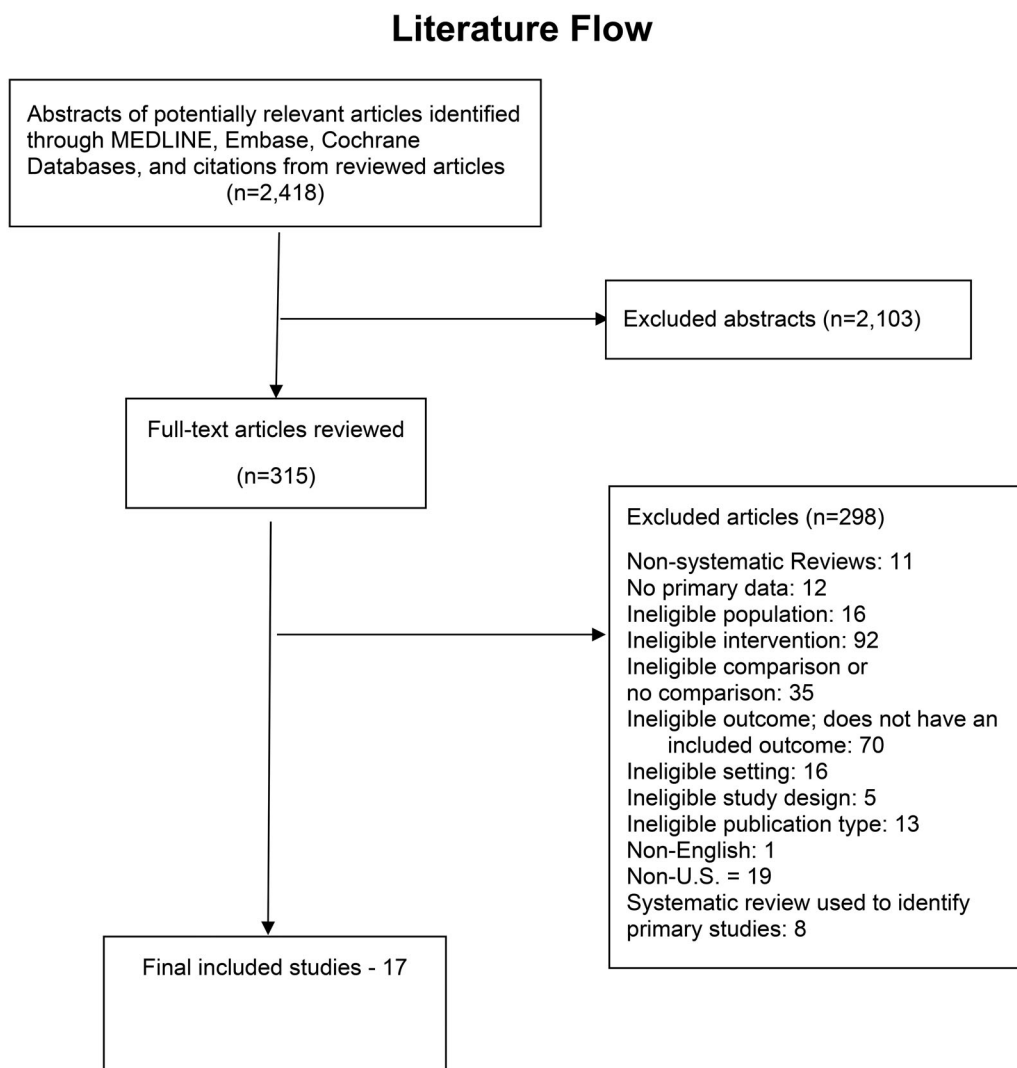 Literature Flow
Abstracts of potentially relevant articles identified
through MEDLINE, Embase, Cochrane
Databases, and citations from reviewed articles
(n=2,418)
Excluded abstracts (n=2,103)
Full-text articles reviewed
(n=315)
Excluded articles (n=298)
Non-systematic Reviews: 11
No primary data: 12
Ineligible population: 16
Ineligible intervention: 92
Ineligible comparison or
no comparison: 35
Ineligible outcome; does not have an
included outcome: 70
Ineligible setting: 16
Ineligible study design: 5
Ineligible publication type: 13
Non-English: 1
Non-U.S. = 19
Systematic review used to identify
primary studies: 8
Final included studies - 17